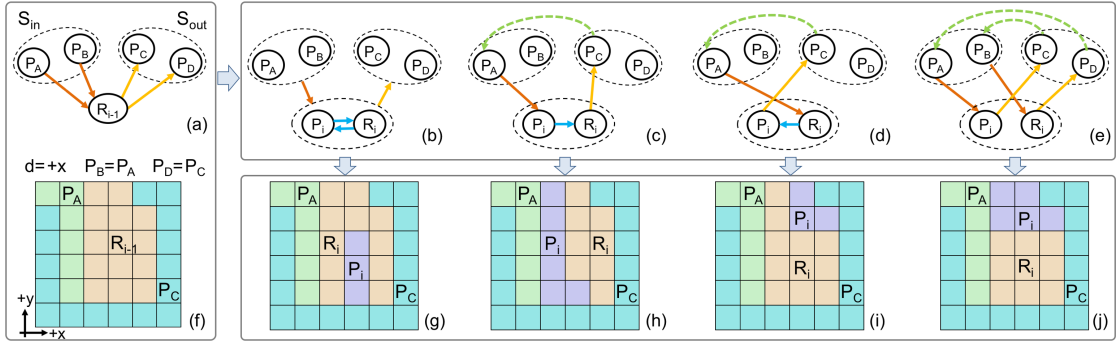 S_in S_out
P_A P_B P_C P_D
R_i-1
(a)
P_A P_B P_C P_D
P_i R_i
(b)
P_A P_B P_C P_D
P_i R_i
(c)
P_A P_B P_C P_D
P_i R_i
(d)
P_A P_B P_C P_D
P_i R_i
(e)
d=+x P_B=P_A P_D=P_C
P_A
R_i-1
P_C
+y
+x
(f)
P_A
R_i
P_i
P_C
(g)
P_A
P_i R_i
P_C
(h)
P_A
P_i
R_i
P_C
(i)
P_A
P_i
R_i
P_C
(j)